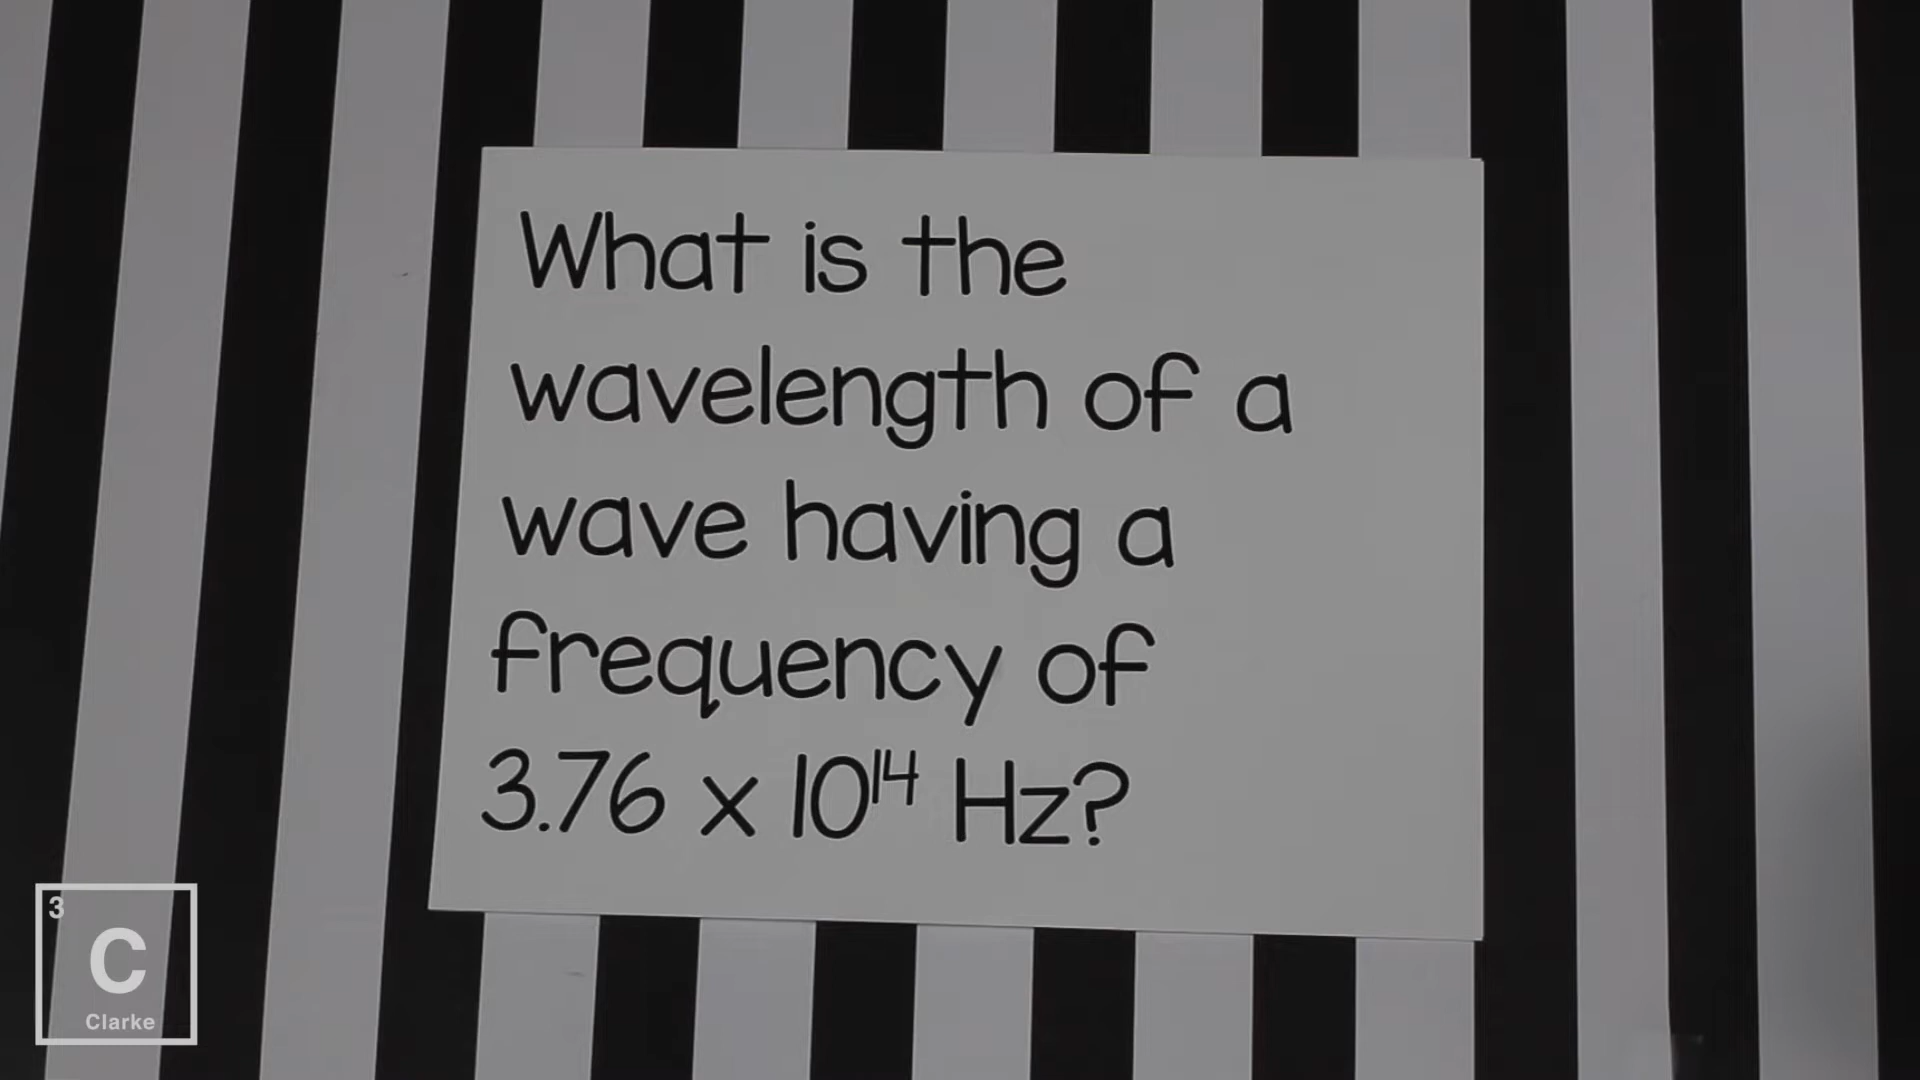 What is the
wavelength of a
wave having a
frequency of
3.76 x 10¹⁴ Hz?
3
C
Clarke